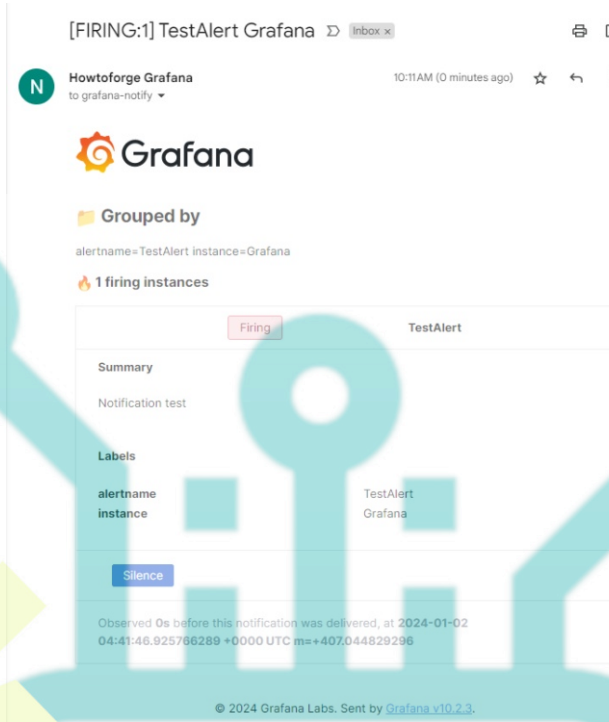 [FIRING:1] TestAlert Grafana Inbox x
N
Howtoforge Grafana 10:11 AM (0 minutes ago)
to grafana-notify
Grafana
Grouped by
alertname=TestAlert instance=Grafana
1 firing instances
Firing TestAlert
Summary
Notification test
Labels
alertname TestAlert
instance Grafana
Silence
Observed 0s before this notification was delivered, at 2024-01-02
04:41:46.925766289 +0000 UTC m=+407.044829296
© 2024 Grafana Labs. Sent by Grafana v10.2.3.